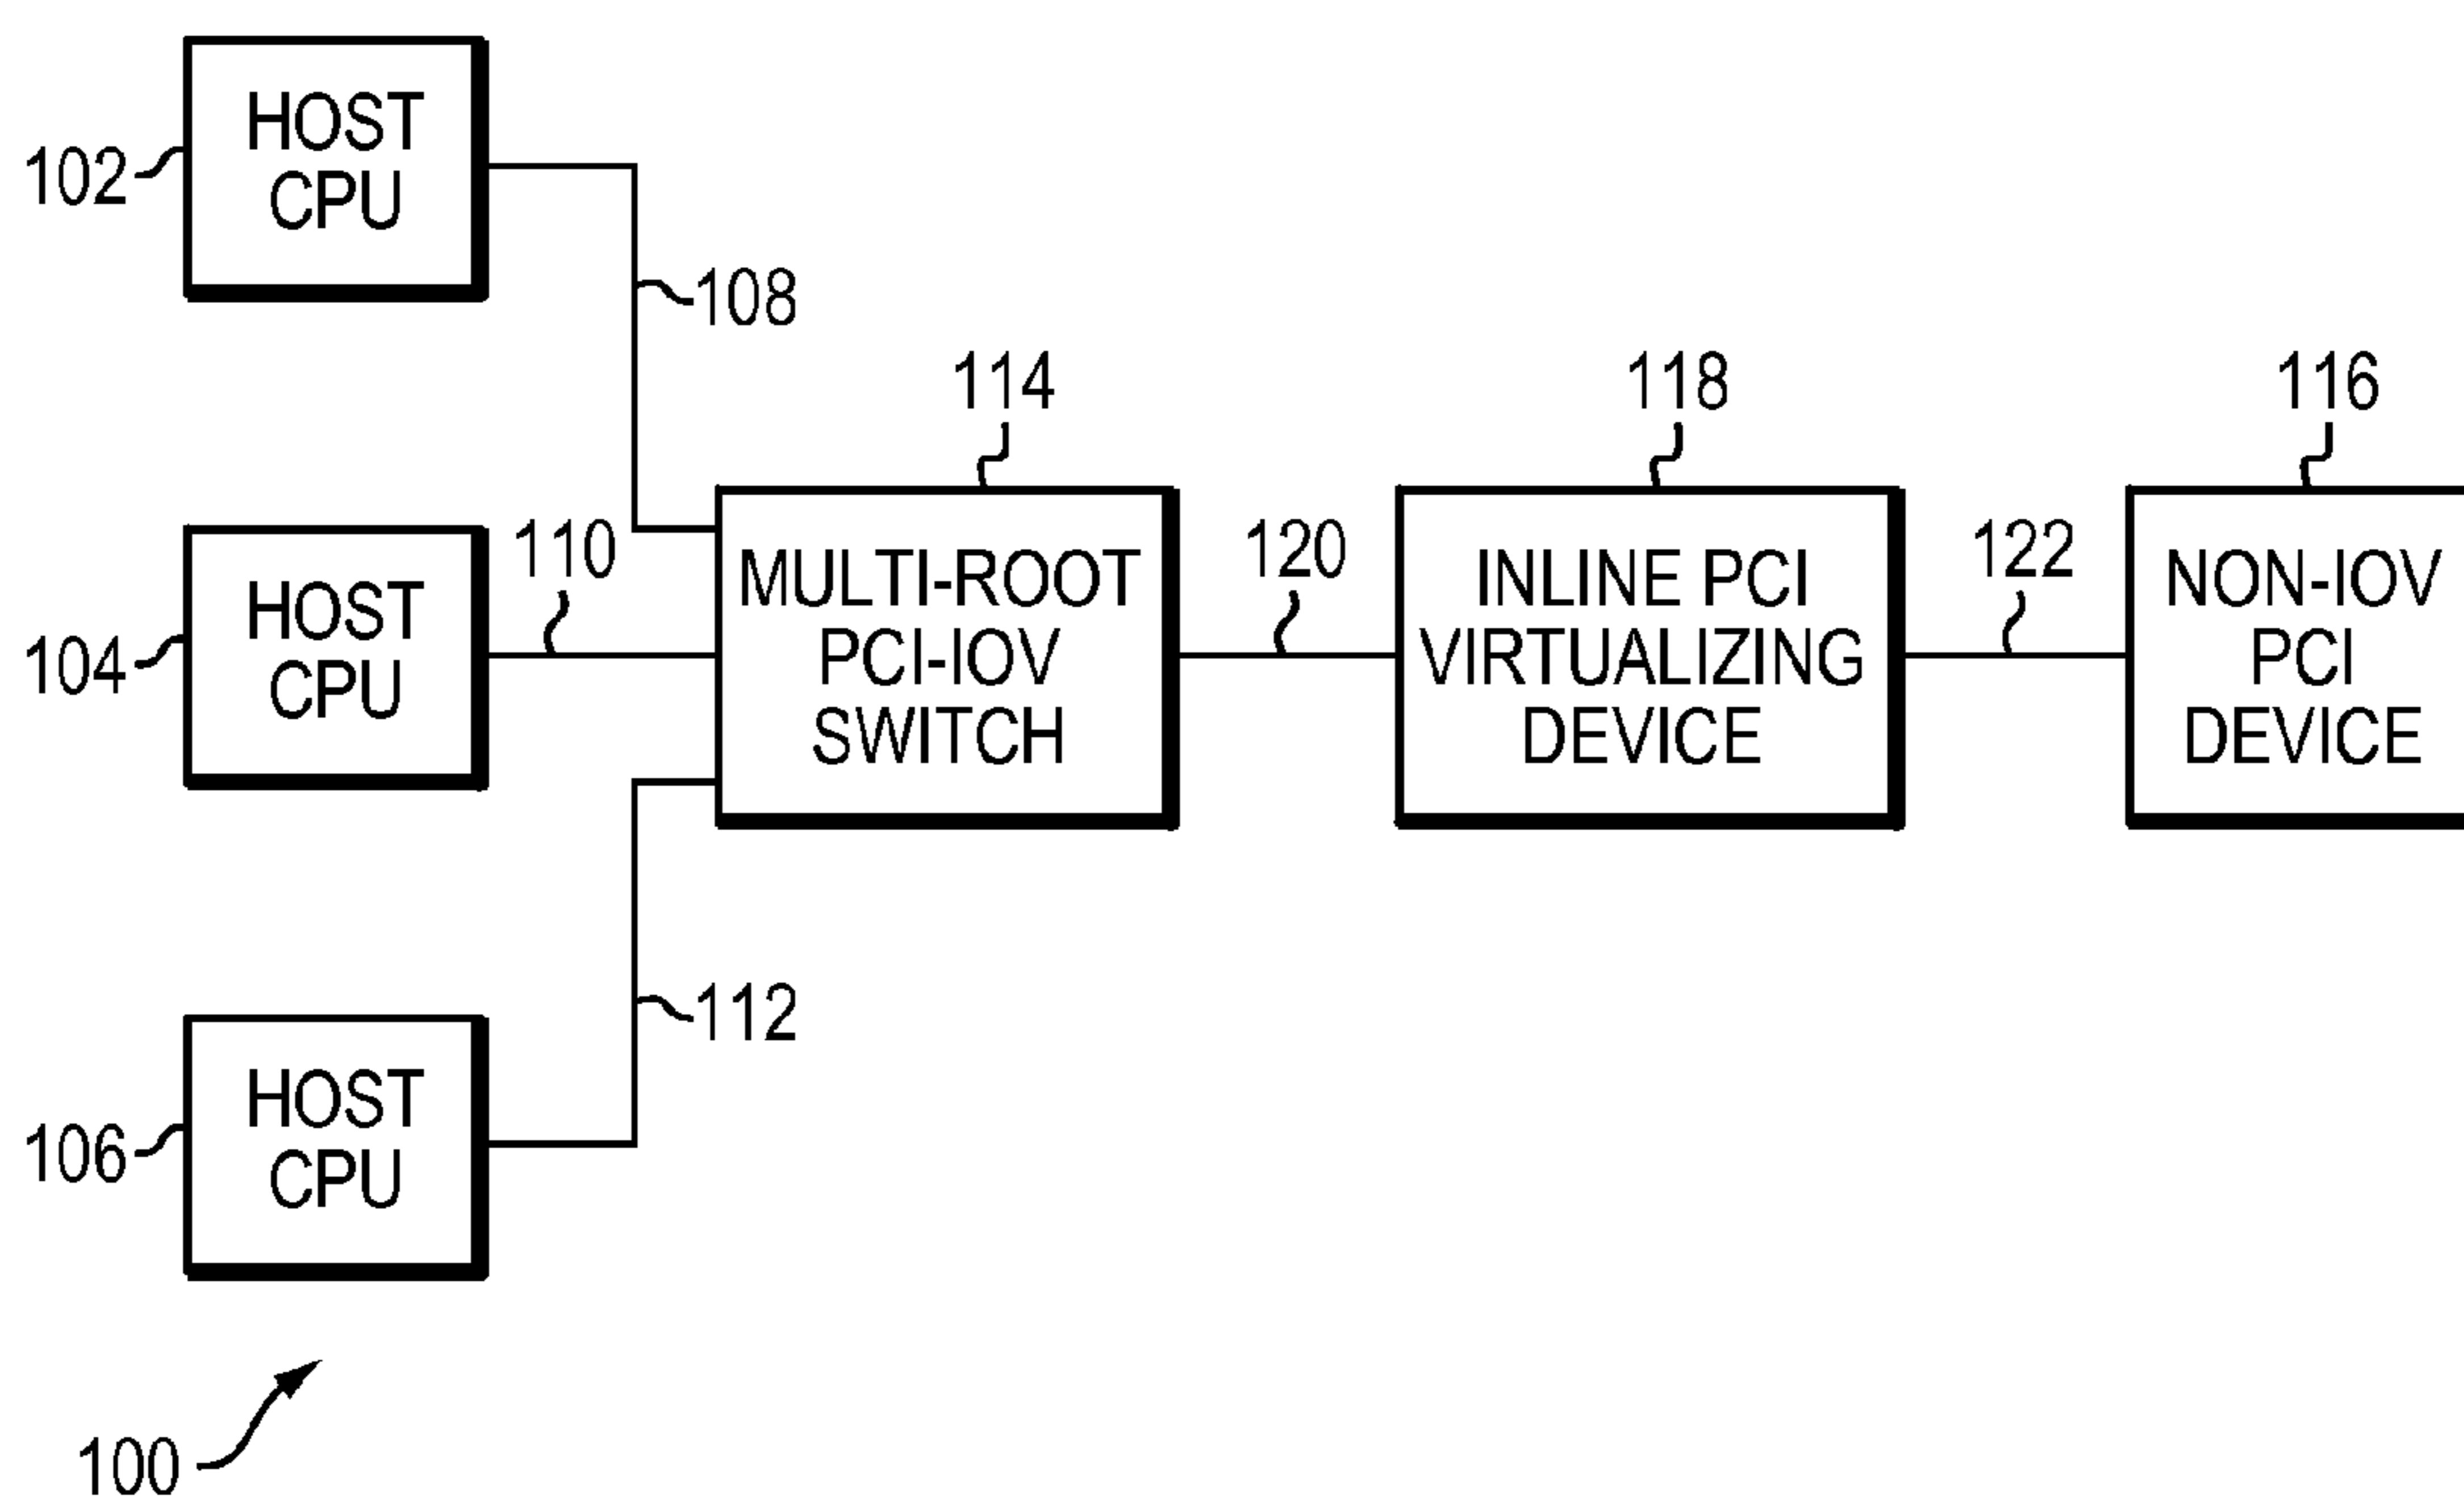 HOST
CPU
102
108
114
118
116
HOST
CPU
104
110
MULTI-ROOT
PCI-IOV
SWITCH
120
INLINE PCI
VIRTUALIZING
DEVICE
122
NON-IOV
PCI
DEVICE
112
HOST
CPU
106
100